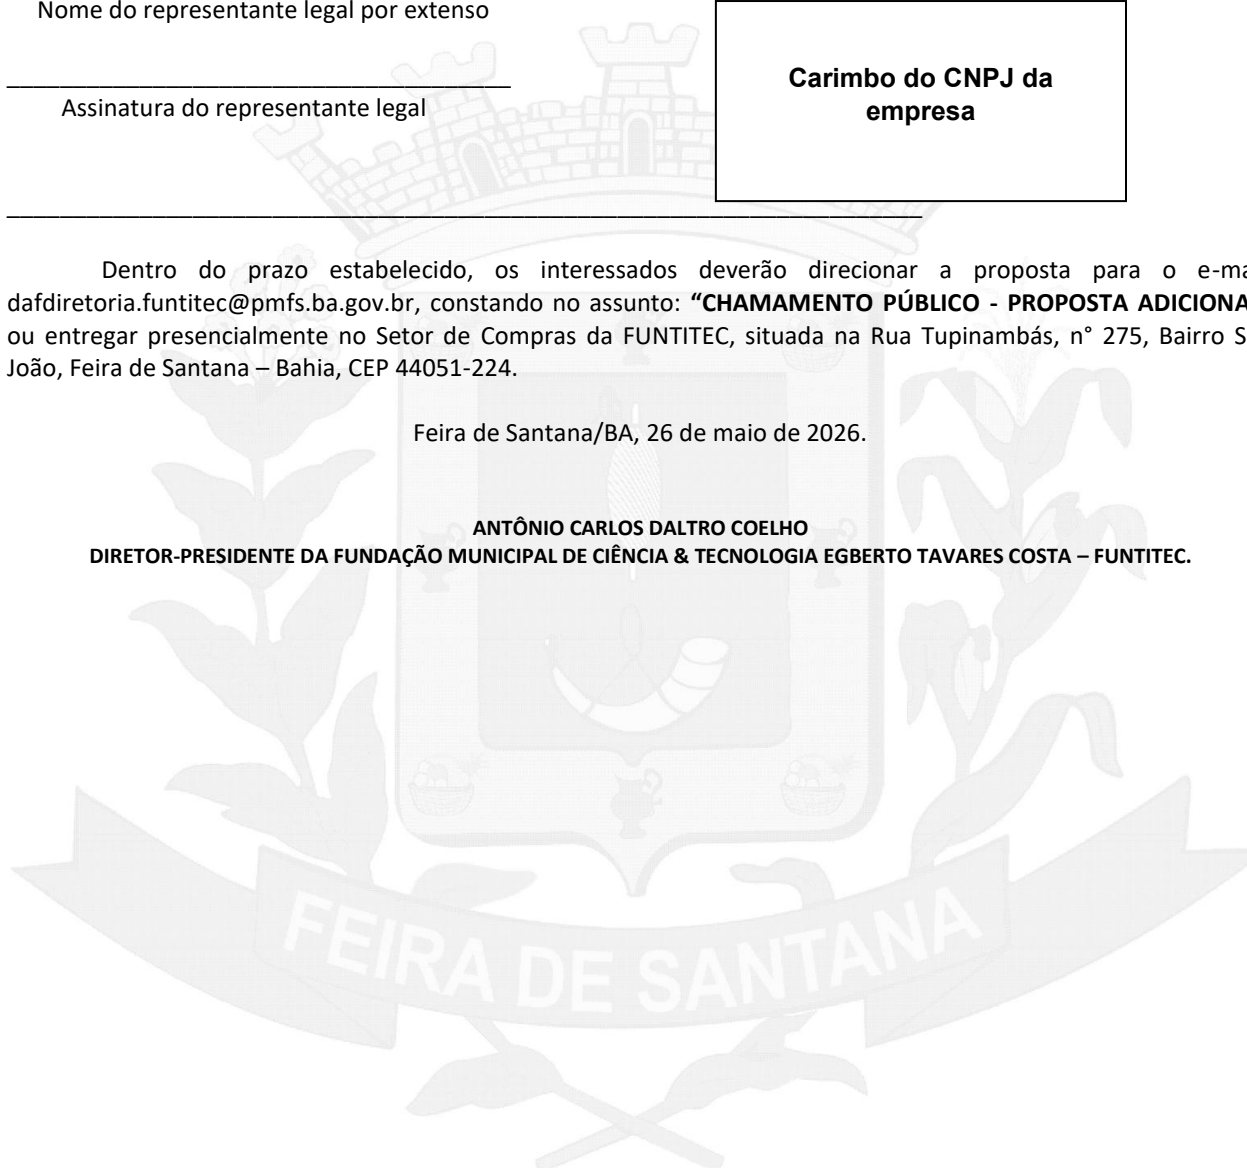 Nome do representante legal por extenso
Carimbo do CNPJ da
empresa
Assinatura do representante legal
Dentro do prazo estabelecido, os interessados deverão direcionar a proposta para o
dafdiretoria.funtitec@pmfs.ba.gov.br, constando no assunto: “CHAMAMENTO PÚBLICO - PROPOSTA
ou entregar presencialmente no Setor de Compras da FUNTITEC, situada na Rua Tupinambás, n° 275, Bairro
João, Feira de Santana – Bahia, CEP 44051-224.
Feira de Santana/BA, 26 de maio de 2026.
ANTÔNIO CARLOS DALTRO COELHO
DIRETOR-PRESIDENTE DA FUNDAÇÃO MUNICIPAL DE CIÊNCIA & TECNOLOGIA EGBERTO TAVARES COSTA – FUNTITEC.
FEIRA DE SANTANA